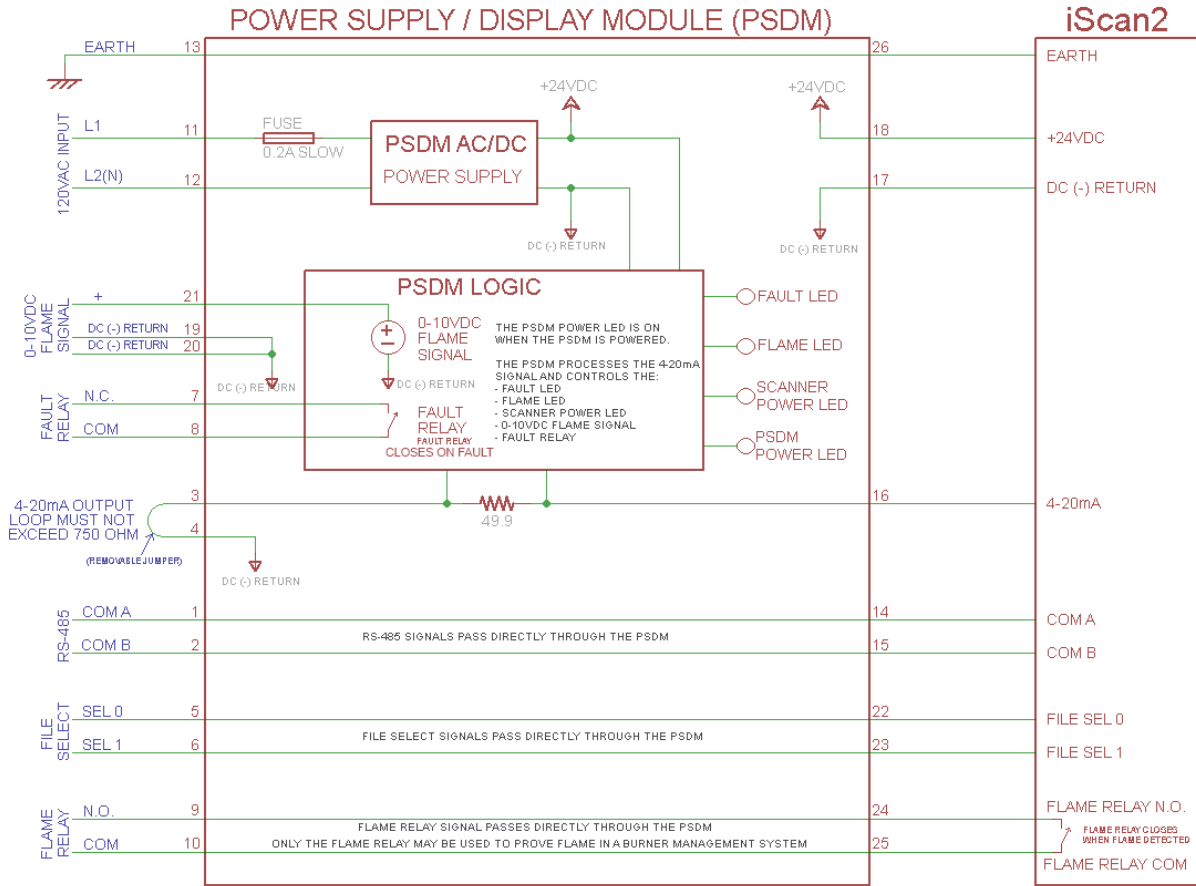 POWER SUPPLY / DISPLAY MODULE (PSDM)
iScan2
EARTH
13
26
EARTH
+24VDC
+24VDC
120VAC INPUT
L1
11
FUSE
0.2A SLOW
PSDM AC/DC
POWER SUPPLY
18
+24VDC
L2(N)
12
17
DC (-) RETURN
DC (-) RETURN
DC (-) RETURN
PSDM LOGIC
0-10VDC
FLAME
SIGNAL
+
21
DC (-) RETURN
19
DC (-) RETURN
20
DC (-) RETURN
+
-
0-10VDC
FLAME
SIGNAL
DC (-) RETURN
THE PSDM POWER LED IS ON
WHEN THE PSDM IS POWERED.
THE PSDM PROCESSES THE 4-20mA
SIGNAL AND CONTROLS THE:
- FAULT LED
- FLAME LED
- SCANNER POWER LED
- 0-10VDC FLAME SIGNAL
- FAULT RELAY
FAULT LED
FLAME LED
SCANNER
POWER LED
PSDM
POWER LED
FAULT
RELAY
N.C.
7
COM
8
FAULT
RELAY
FAULT RELAY
CLOSES ON FAULT
4-20mA OUTPUT
LOOP MUST NOT
EXCEED 750 OHM
(REMOVABLE JUMPER)
3
4
DC (-) RETURN
49.9
16
4-20mA
RS-485
COM A
1
14
COM A
RS-485 SIGNALS PASS DIRECTLY THROUGH THE PSDM
COM B
2
15
COM B
FILE
SELECT
SEL 0
5
22
FILE SEL 0
FILE SELECT SIGNALS PASS DIRECTLY THROUGH THE PSDM
SEL 1
6
23
FILE SEL 1
FLAME
RELAY
N.O.
9
24
FLAME RELAY N.O.
FLAME RELAY SIGNAL PASSES DIRECTLY THROUGH THE PSDM
ONLY THE FLAME RELAY MAY BE USED TO PROVE FLAME IN A BURNER MANAGEMENT SYSTEM
FLAME RELAY CLOSES
WHEN FLAME DETECTED
COM
10
25
FLAME RELAY COM